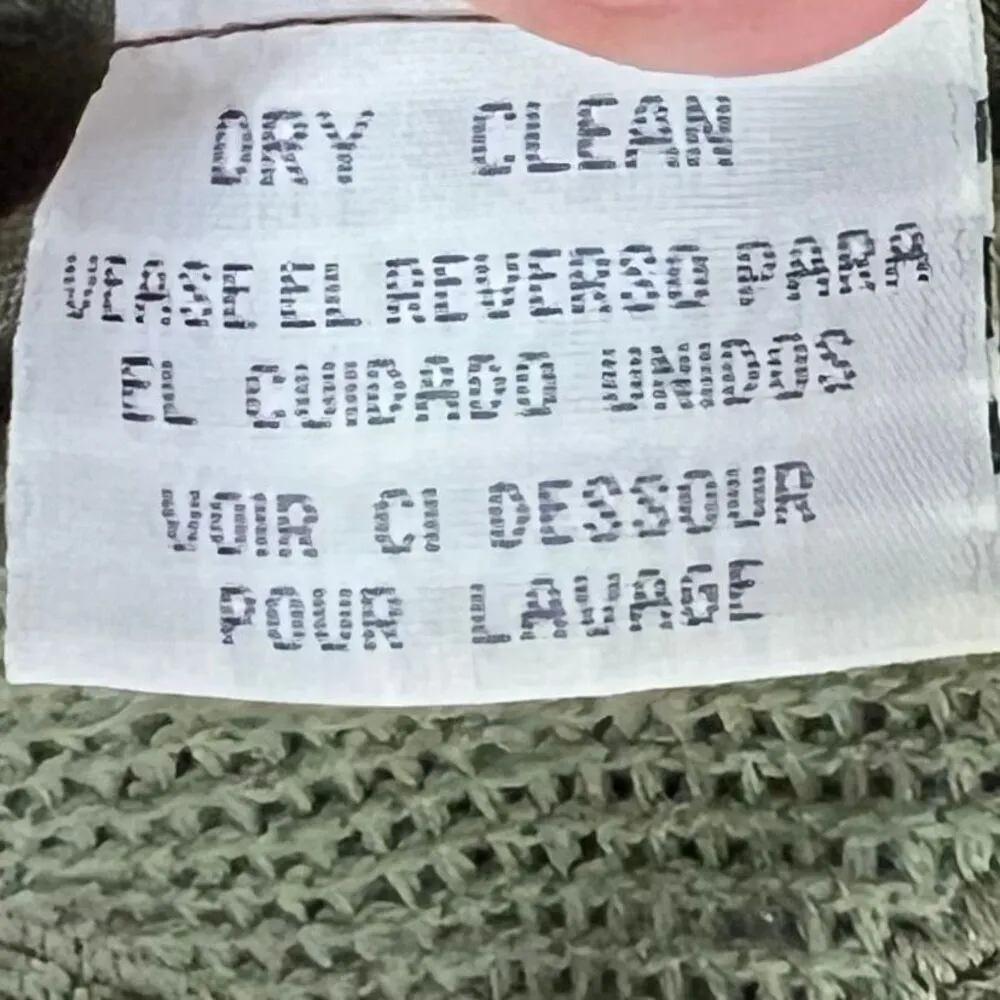 DRY CLEAN
VEASE EL REVERSO PARA
EL CUIDADO UNIDOS
VOIR CI DESSOUR
POUR LAVAGE